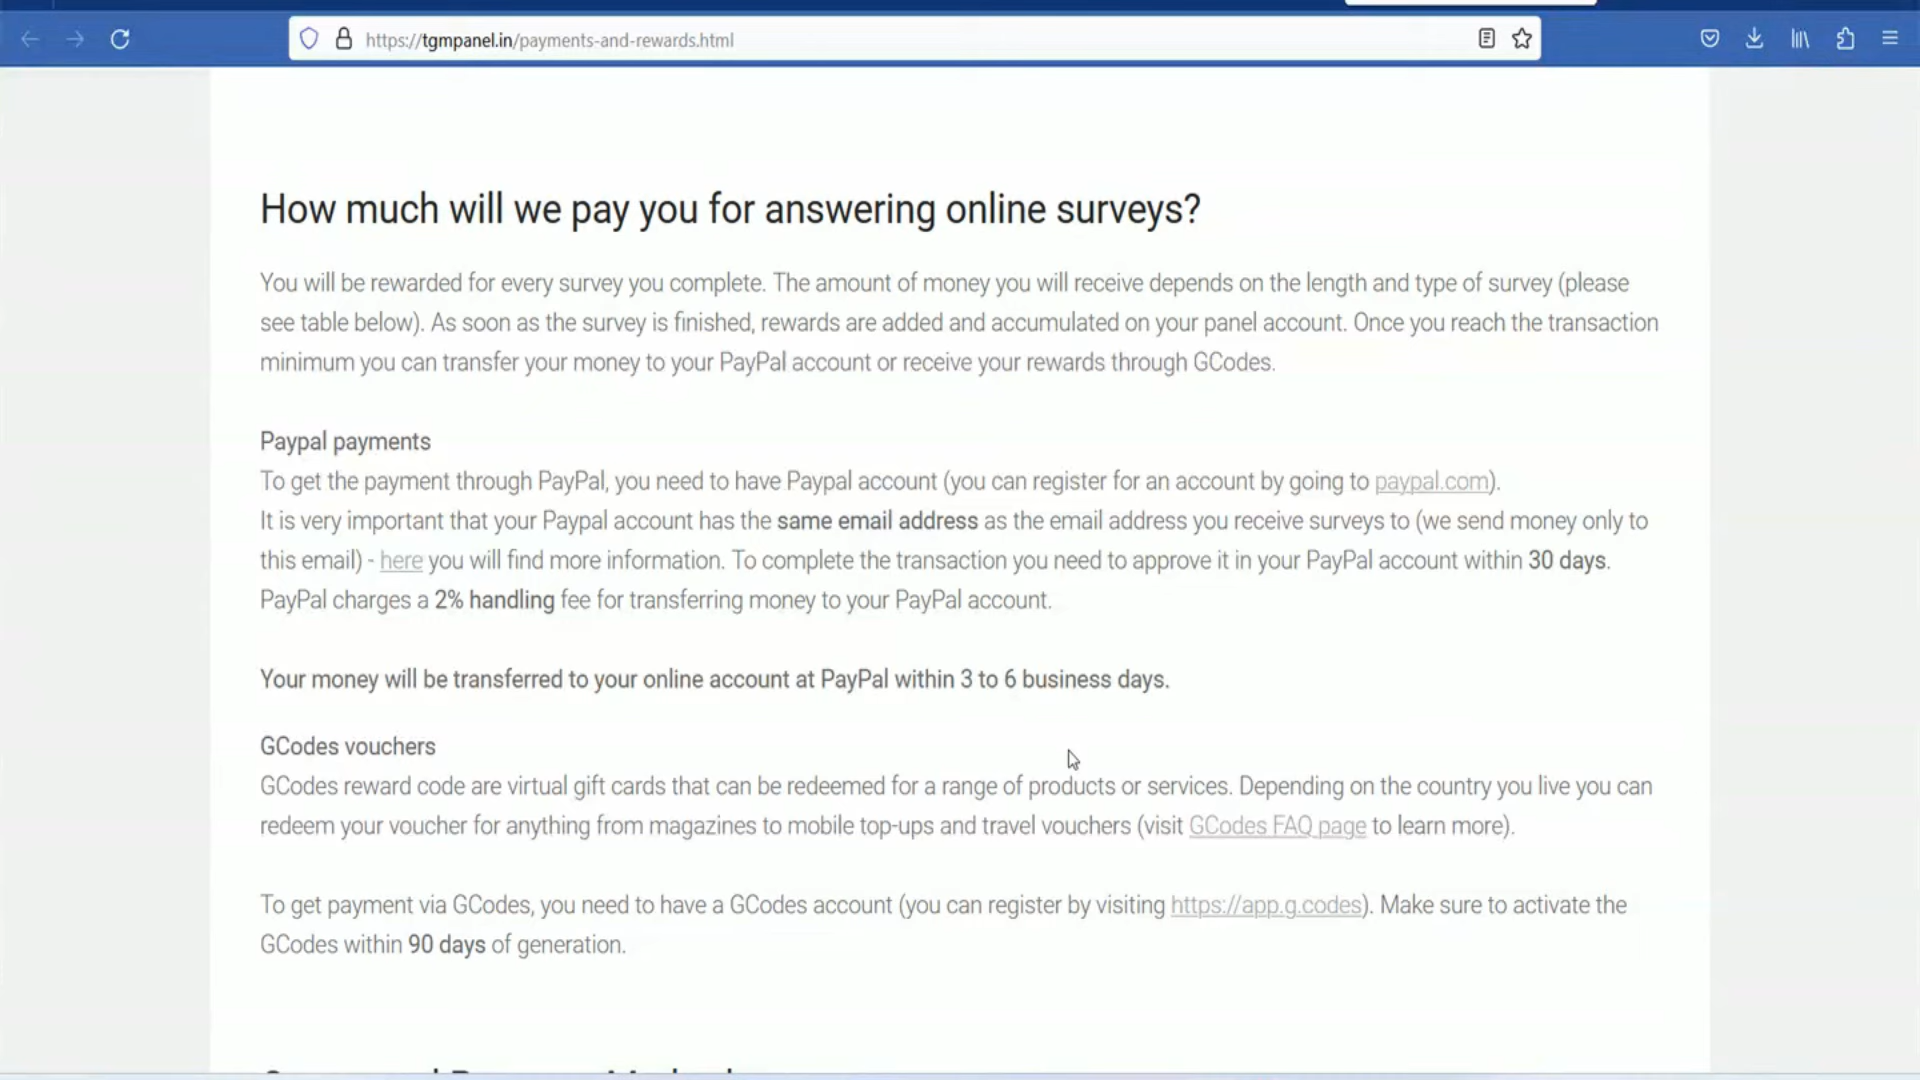 https://tgmpanel.in/payments-and-rewards.html
How much will we pay you for answering online surveys?
You will be rewarded for every survey you complete. The amount of money you will receive depends on the length and type of survey (please
see table below). As soon as the survey is finished, rewards are added and accumulated on your panel account. Once you reach the transaction
minimum you can transfer your money to your PayPal account or receive your rewards through GCodes.
Paypal payments
To get the payment through PayPal, you need to have Paypal account (you can register for an account by going to paypal.com).
It is very important that your Paypal account has the same email address as the email address you receive surveys to (we send money only to
this email) - here you will find more information. To complete the transaction you need to approve it in your PayPal account within 30 days.
PayPal charges a 2% handling fee for transferring money to your PayPal account.
Your money will be transferred to your online account at PayPal within 3 to 6 business days.
GCodes vouchers
GCodes reward code are virtual gift cards that can be redeemed for a range of products or services. Depending on the country you live you can
redeem your voucher for anything from magazines to mobile top-ups and travel vouchers (visit GCodes FAQ page to learn more).
To get payment via GCodes, you need to have a GCodes account (you can register by visiting https://app.g.codes). Make sure to activate the
GCodes within 90 days of generation.